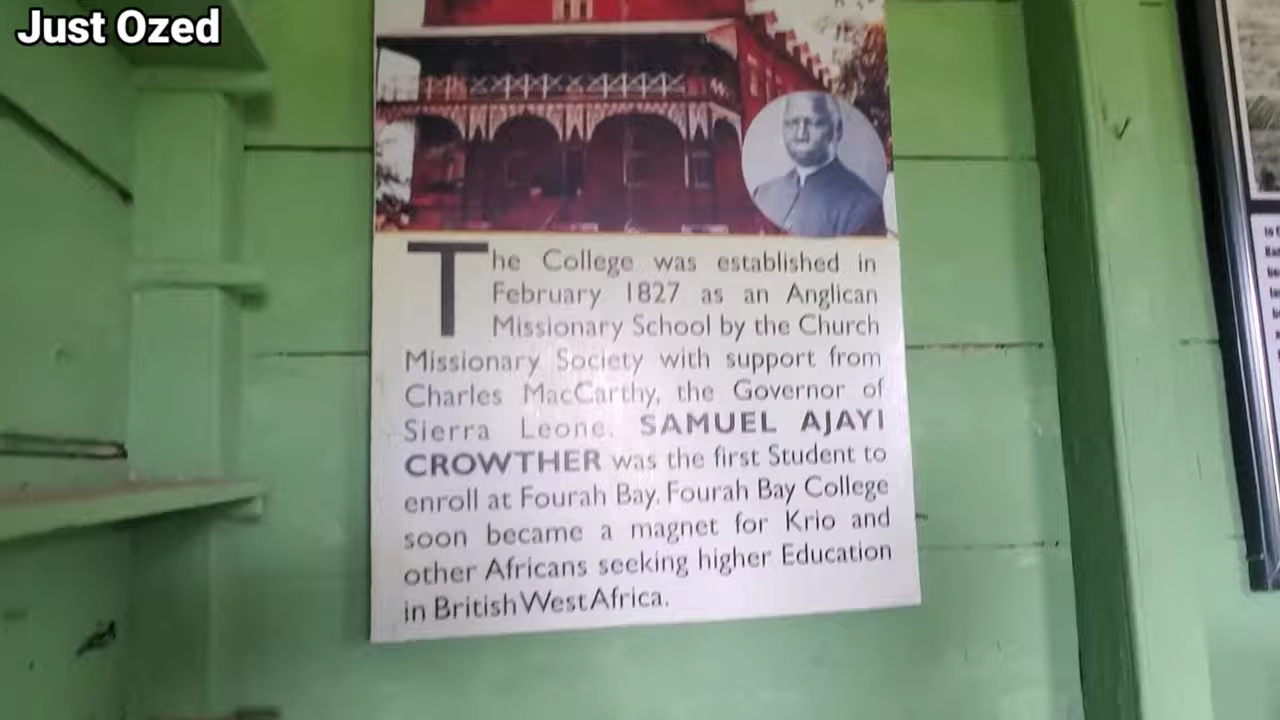 Just Ozed
The College was established in
February 1827 as an Anglican
Missionary School by the Church
Missionary Society with support from
Charles MacCarthy, the Governor of
Sierra Leone. SAMUEL AJAYI
CROWTHER was the first Student to
enroll at Fourah Bay. Fourah Bay College
soon became a magnet for Krio and
other Africans seeking higher Education
in British West Africa.